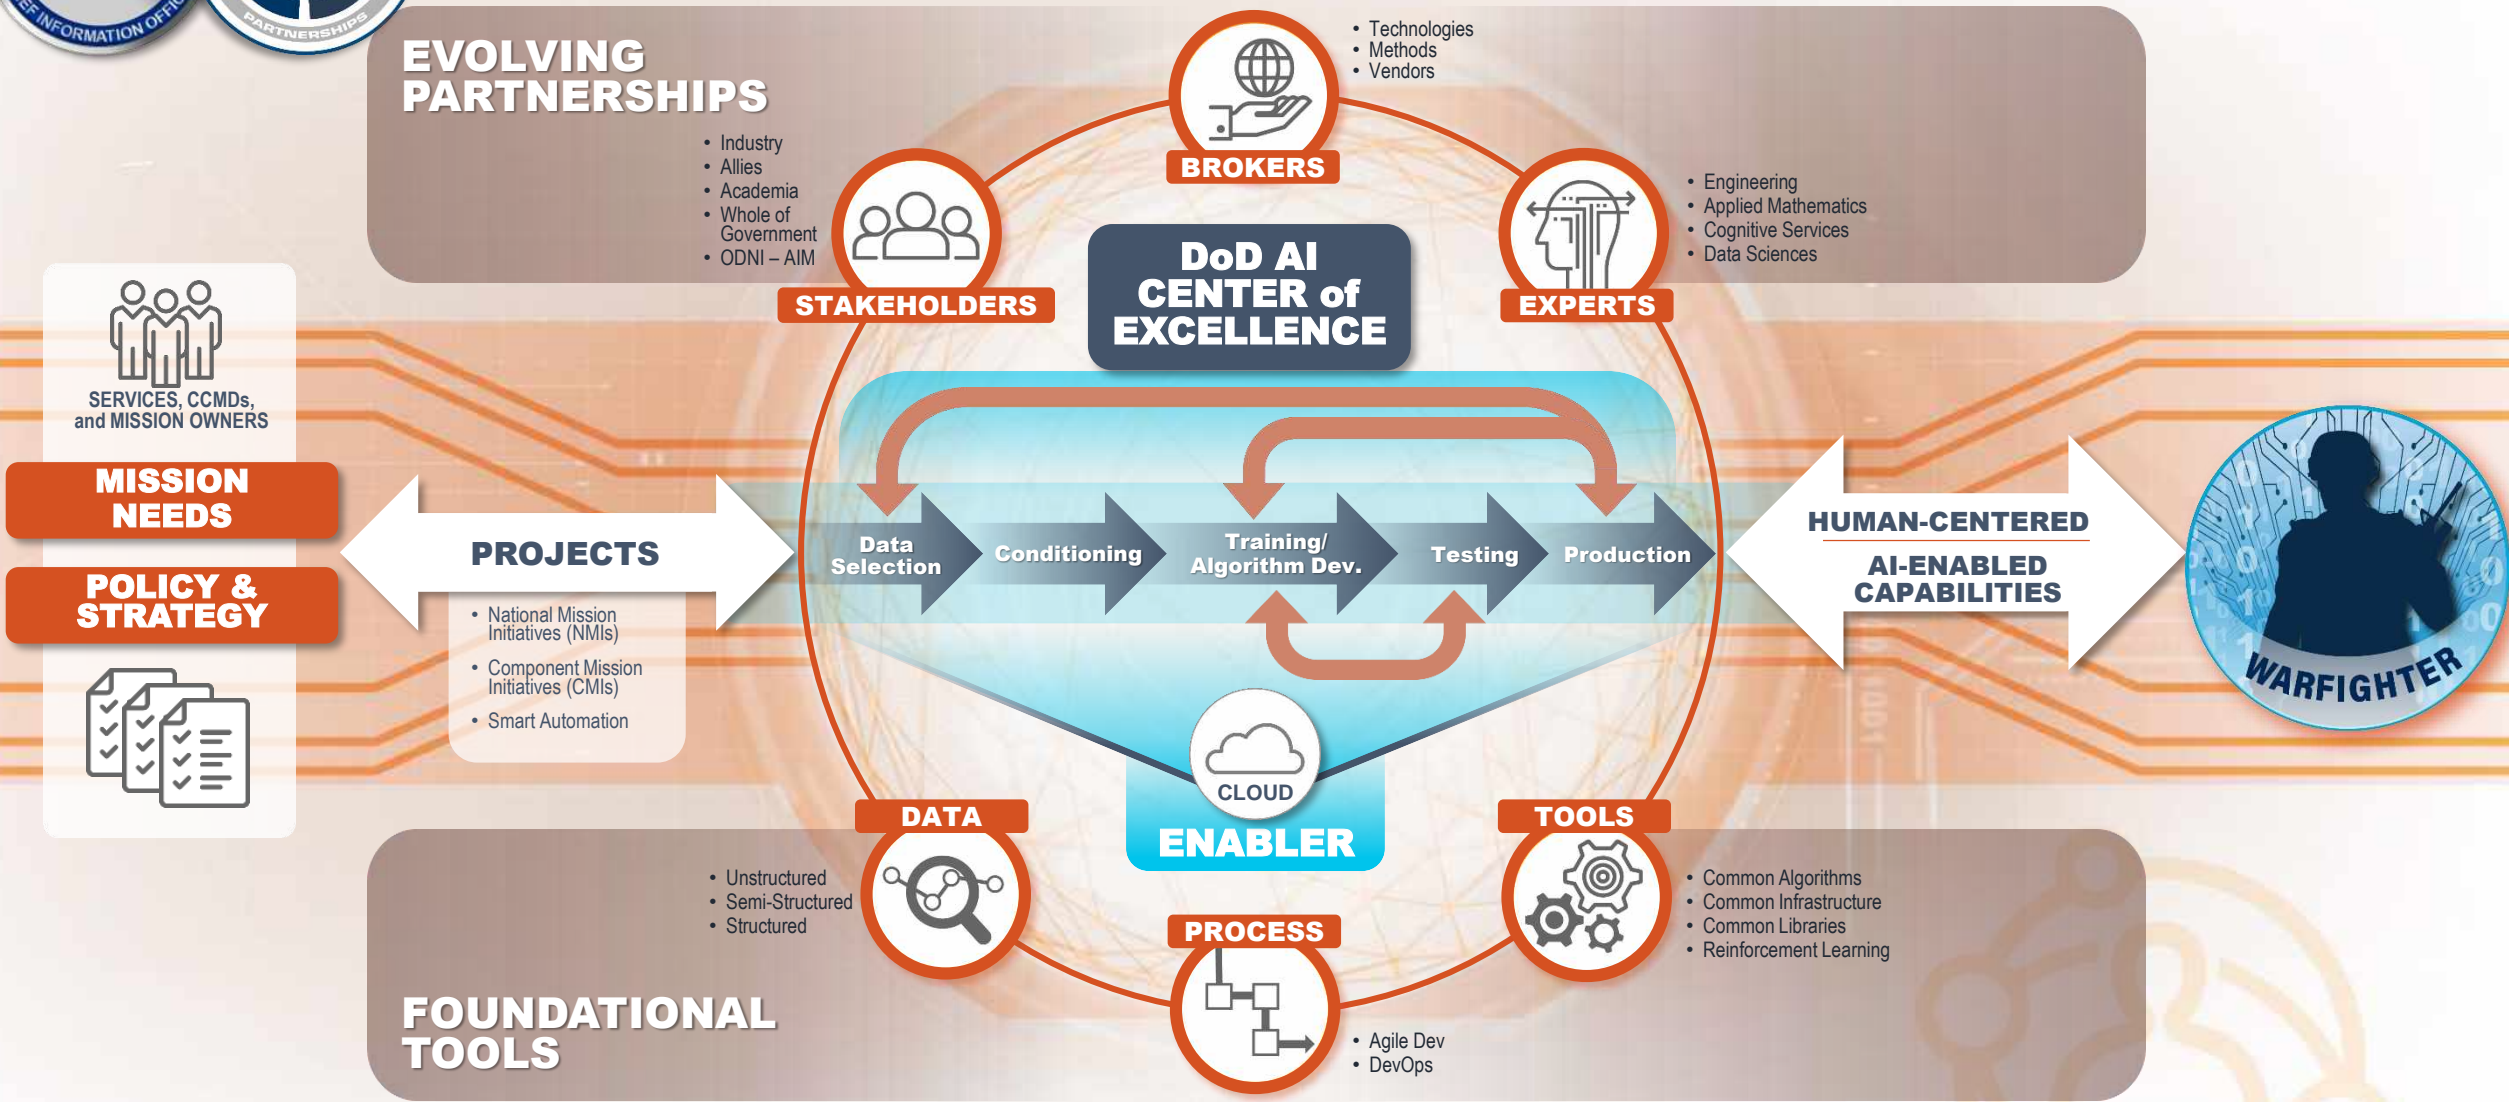 INFORMATION
PARTNERSHIPS
EVOLVING
PARTNERSHIPS
• Industry
• Allies
• Academia
• Whole of
Government
• ODNI – AIM
STAKEHOLDERS
BROKERS
• Technologies
• Methods
• Vendors
EXPERTS
• Engineering
• Applied Mathematics
• Cognitive Services
• Data Sciences
DoD AI
CENTER of
EXCELLENCE
SERVICES, CCMDs,
and MISSION OWNERS
MISSION
NEEDS
POLICY &
STRATEGY
PROJECTS
• National Mission
Initiatives (NMIs)
• Component Mission
Initiatives (CMIs)
• Smart Automation
Data
Selection
Conditioning
Training/
Algorithm Dev.
Testing
Production
HUMAN-CENTERED
AI-ENABLED
CAPABILITIES
WARFIGHTER
CLOUD
ENABLER
DATA
• Unstructured
• Semi-Structured
• Structured
PROCESS
• Agile Dev
• DevOps
TOOLS
• Common Algorithms
• Common Infrastructure
• Common Libraries
• Reinforcement Learning
FOUNDATIONAL
TOOLS